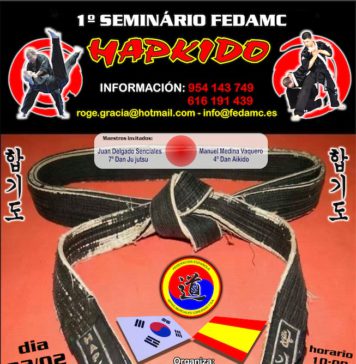 1º SEMINÁRIO FEDAMC
HAPKIDO
INFORMACIÓN: 954 143 749
616 191 439
roge.gracia@hotmail.com - info@fedamc.es
Maestros invitados:
Juan Delgado Senciales
7º Dan Ju jutsu
Manuel Medina Vaquero
4º Dan Aikido
합기도
합기도
道
dia
horario
Organiza: